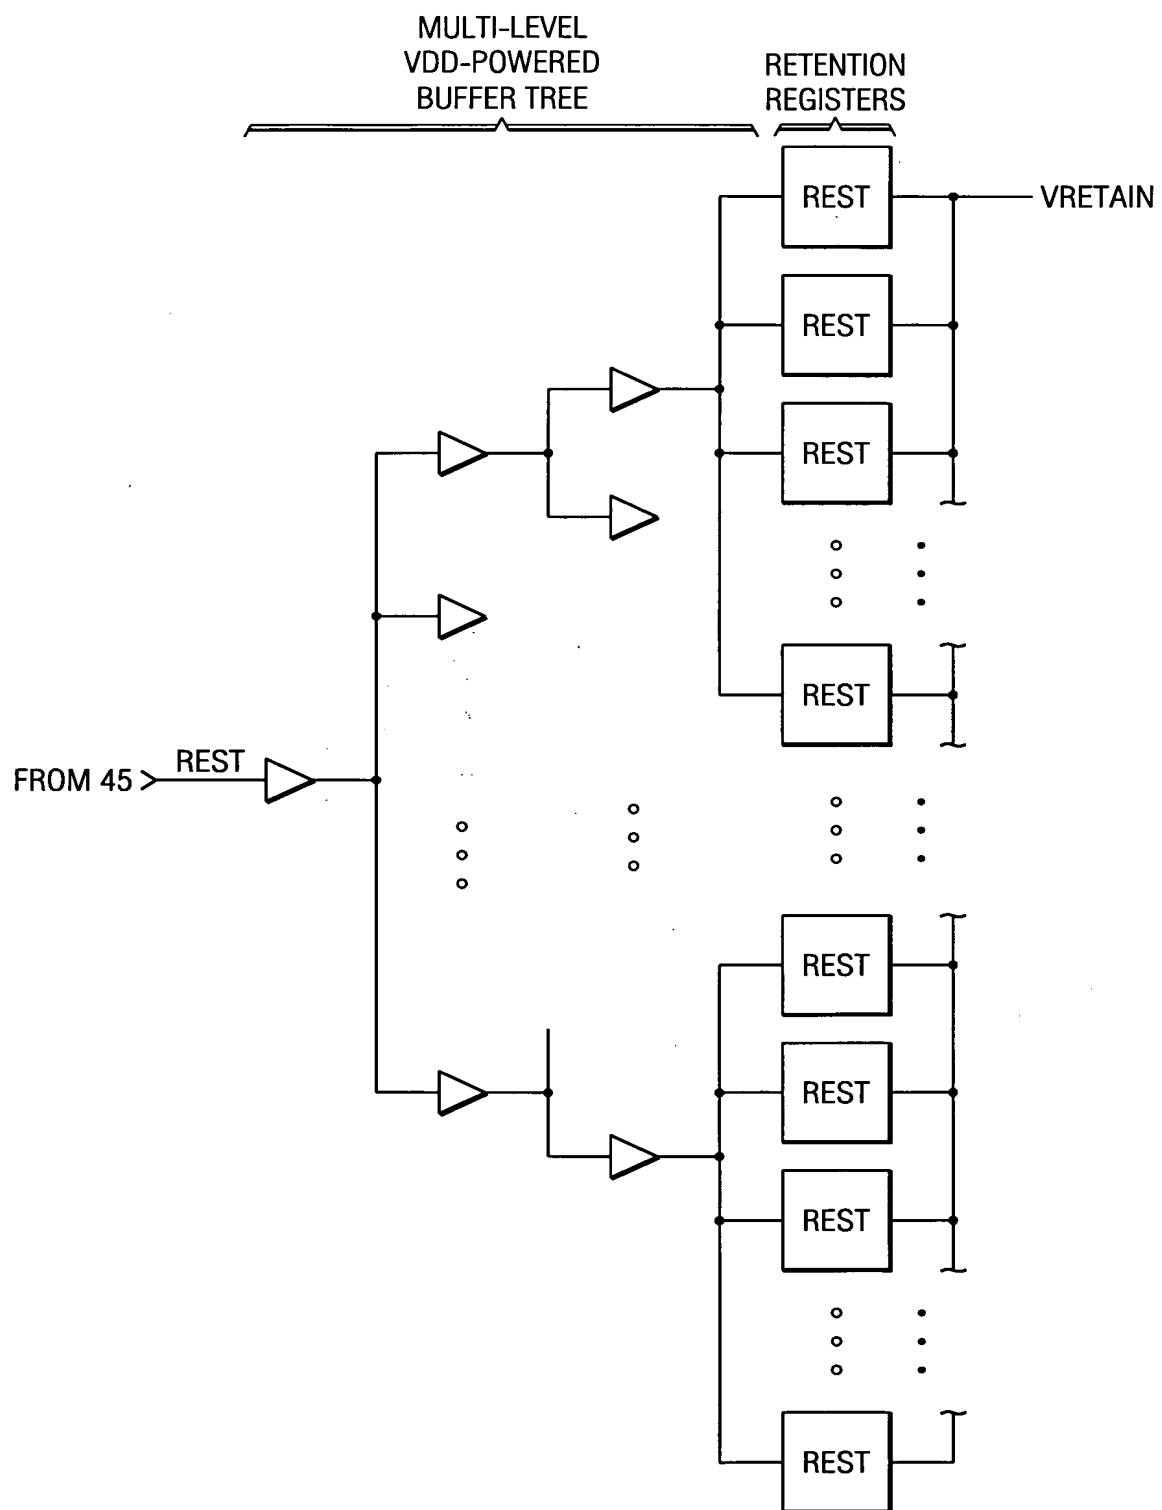 MULTI-LEVEL
VDD-POWERED
BUFFER TREE
RETENTION
REGISTERS
REST
VRETAIN
REST
REST
REST
REST
FROM 45
REST
REST
REST
REST